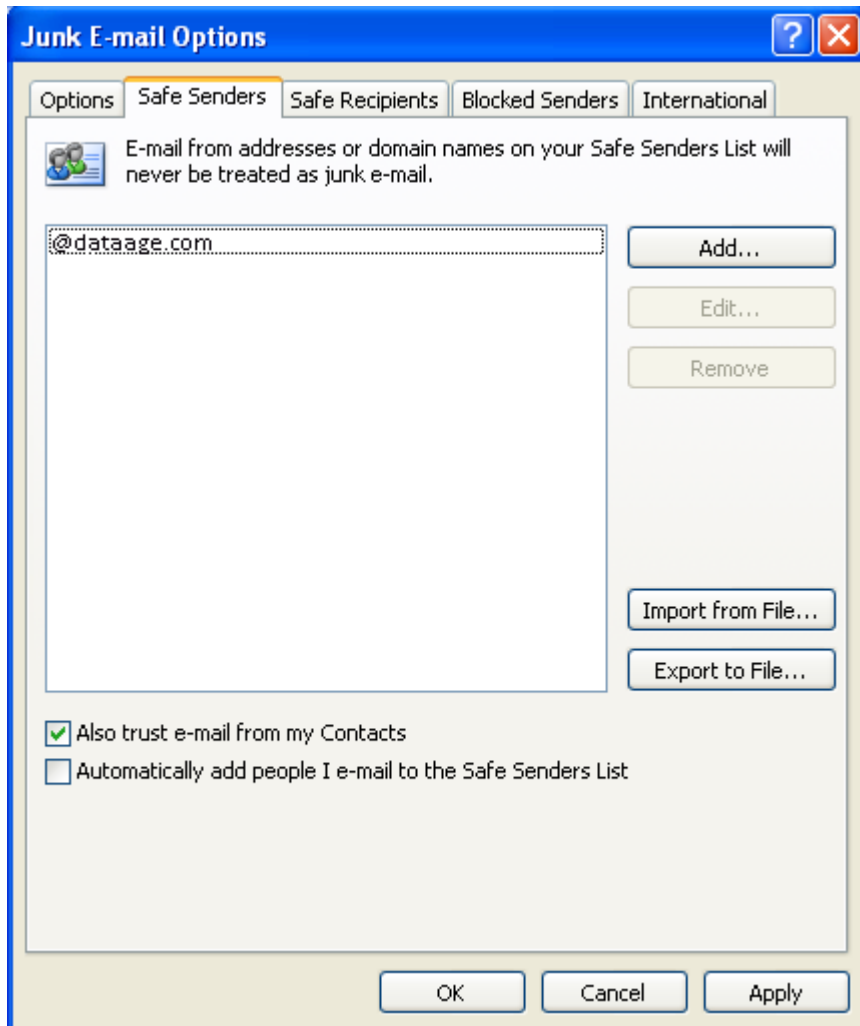 Junk E-mail Options
Options Safe Senders Safe Recipients Blocked Senders International
E-mail from addresses or domain names on your Safe Senders List will
never be treated as junk e-mail.
@dataage.com
Add...
Edit...
Remove
Import from File...
Export to File...
Also trust e-mail from my Contacts
Automatically add people I e-mail to the Safe Senders List
OK Cancel Apply